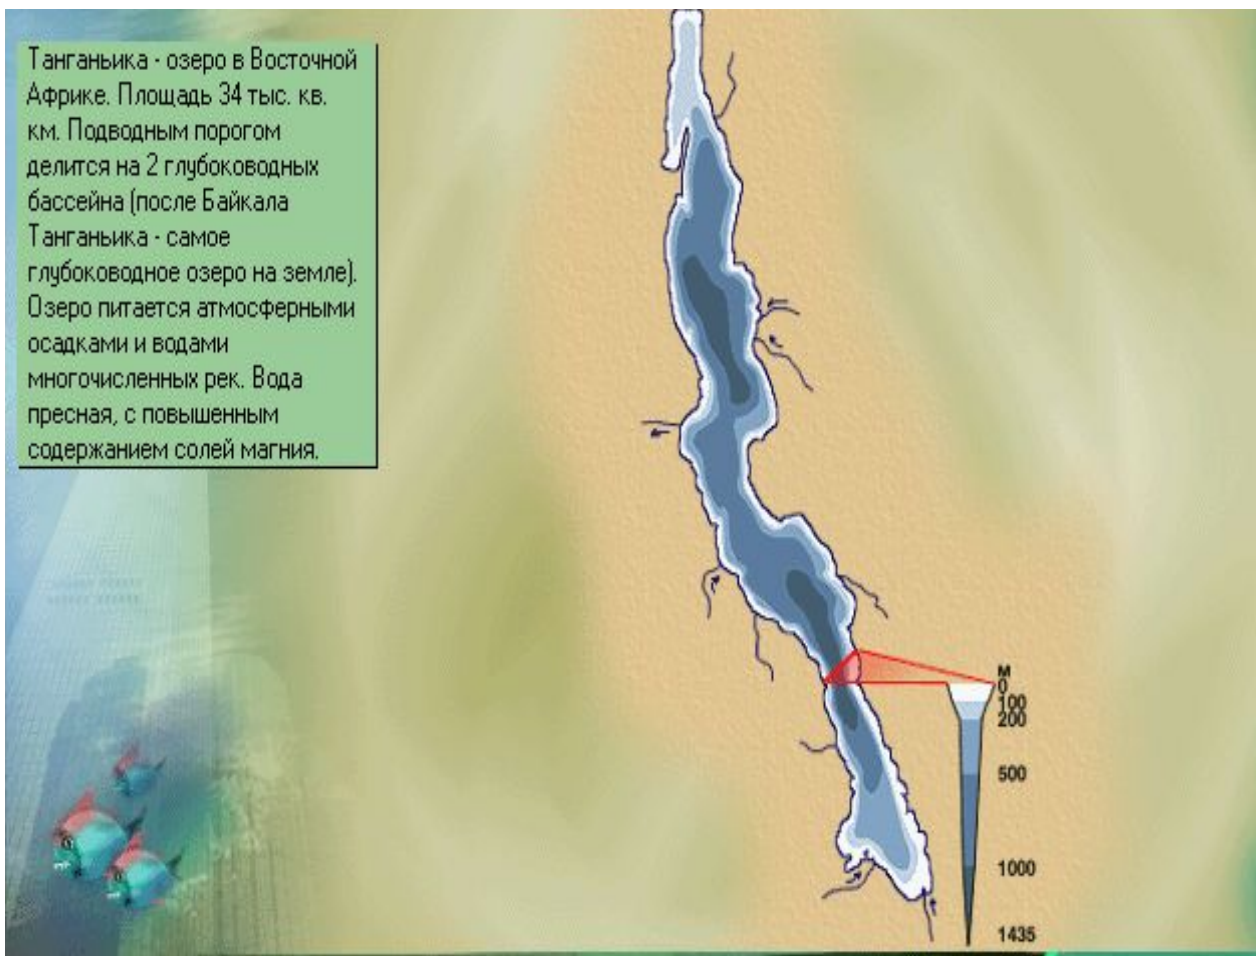 Танганьика - озеро в Восточной
Африке. Площадь 34 тыс. кв.
км. Подводным порогом
делится на 2 глубоководных
бассейна (после Байкала
Танганьика - самое
глубоководное озеро на земле).
Озеро питается атмосферными
осадками и водами
многочисленных рек. Вода
пресная, с повышенным
содержанием солей магния.
м
0
100
200
500
1000
1435